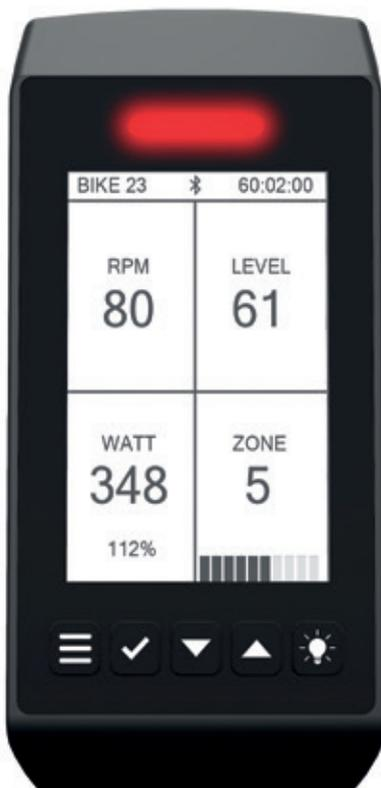 BIKE 23 60:02:00
RPM
80
LEVEL
61
WATT
348
112%
ZONE
5